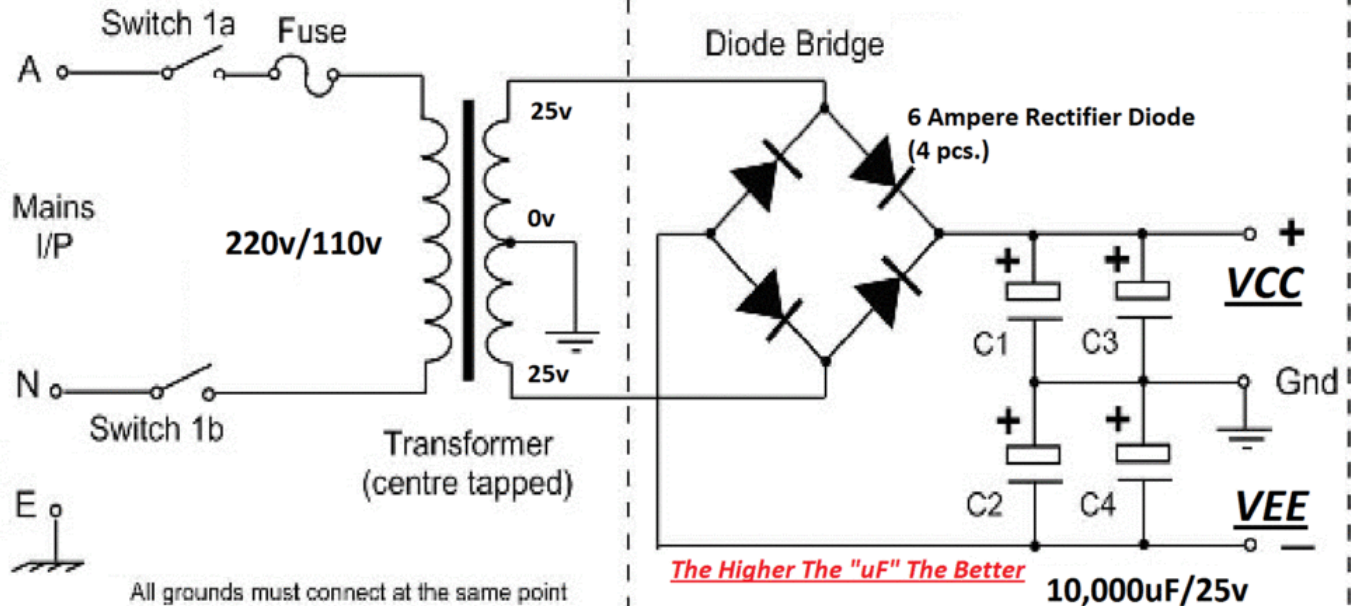 Switch 1a
Fuse
Diode Bridge
A
25v
6 Ampere Rectifier Diode
(4 pcs.)
Mains
I/P
220v/110v
0v
+
+
+
VCC
C1
C3
25v
Gnd
N
Switch 1b
+
+
Transformer
(centre tapped)
C2
C4
VEE
E
–
The Higher The "uF" The Better
10,000uF/25v
All grounds must connect at the same point